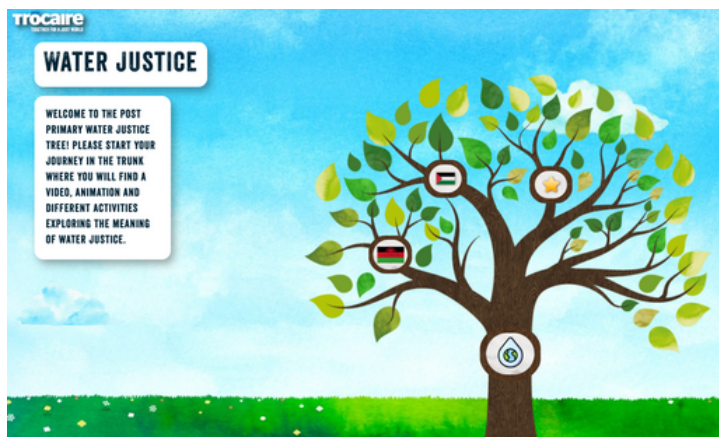 TROCAIRE
TOGETHER FOR A JUST WORLD
WATER JUSTICE
WELCOME TO THE POST
PRIMARY WATER JUSTICE
TREE! PLEASE START YOUR
JOURNEY IN THE TRUNK
WHERE YOU WILL FIND A
VIDEO, ANIMATION AND
DIFFERENT ACTIVITIES
EXPLORING THE MEANING
OF WATER JUSTICE.